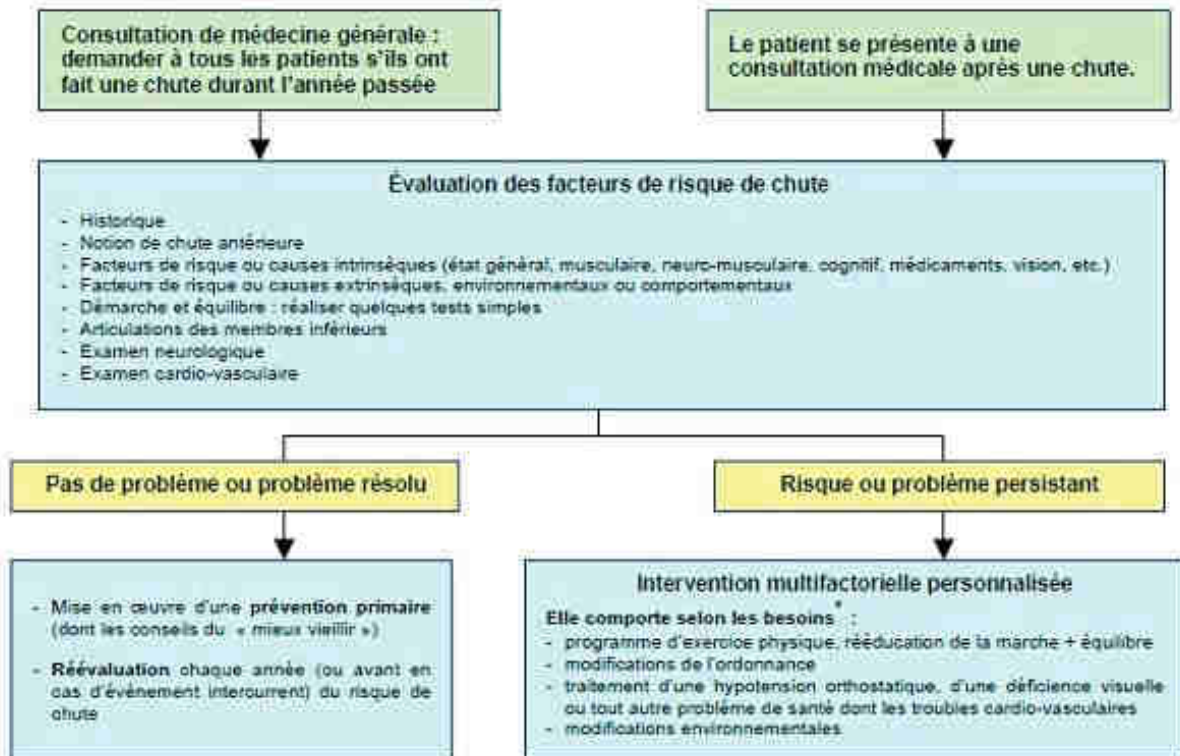 Consultation de médecine générale :
demander à tous les patients s'ils ont
fait une chute durant l'année passée
Le patient se présente à une
consultation médicale après une chute.
Évaluation des facteurs de risque de chute
- Historique
- Notion de chute antérieure
- Facteurs de risque ou causes intrinsèques (état général, musculaire, neuro-musculaire, cognitif, médicaments, vision, etc.)
- Facteurs de risque ou causes extrinsèques, environnementaux ou comportementaux
- Démarche et équilibre : réaliser quelques tests simples
- Articulations des membres inférieurs
- Examen neurologique
- Examen cardio-vasculaire
Pas de problème ou problème résolu
Risque ou problème persistant
- Mise en œuvre d'une prévention primaire
(dont les conseils du « mieux vieillir »)
- Réévaluation chaque année (ou avant en
cas d'événement intercurrent) du risque de
chute
Intervention multifactorielle personnalisée
Elle comporte selon les besoins* :
- programme d'exercice physique, rééducation de la marche + équilibre
- modifications de l'ordonnance
- traitement d'une hypotension orthostatique, d'une déficience visuelle
ou tout autre problème de santé dont les troubles cardio-vasculaires
- modifications environnementales